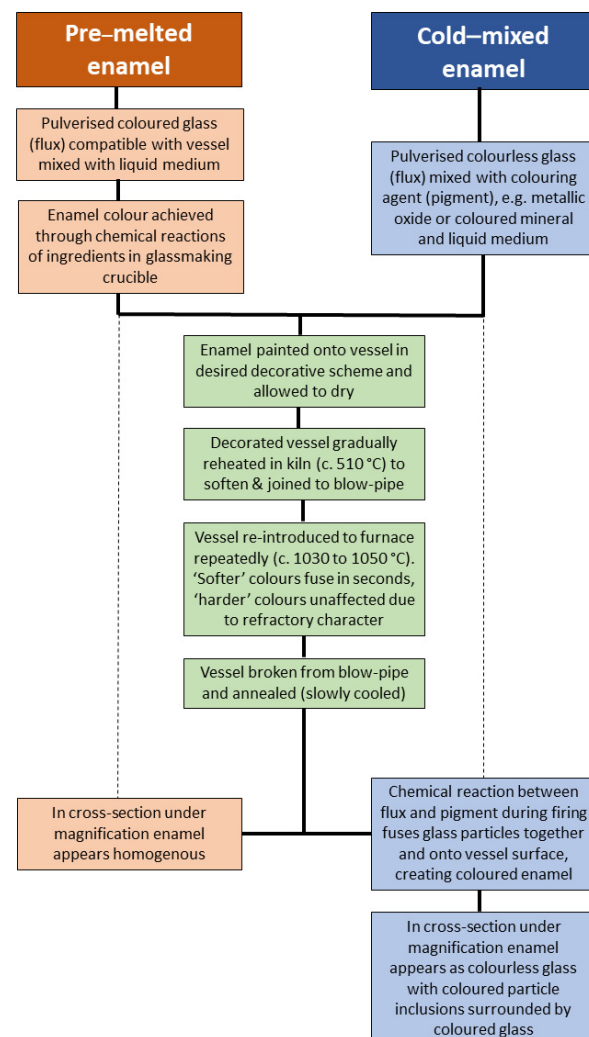 Pre–melted
enamel
Cold–mixed
enamel
Pulverised coloured glass
(flux) compatible with vessel
mixed with liquid medium
Enamel colour achieved
through chemical reactions
of ingredients in glassmaking
crucible
Pulverised colourless glass
(flux) mixed with colouring
agent (pigment), e.g. metallic
oxide or coloured mineral
and liquid medium
Enamel painted onto vessel in
desired decorative scheme and
allowed to dry
Decorated vessel gradually
reheated in kiln (c. 510 °C) to
soften & joined to blow-pipe
Vessel re-introduced to furnace
repeatedly (c. 1030 to 1050 °C).
‘Softer’ colours fuse in seconds,
‘harder’ colours unaffected due
to refractory character
Vessel broken from blow-pipe
and annealed (slowly cooled)
In cross-section under
magnification enamel
appears homogenous
Chemical reaction between
flux and pigment during firing
fuses glass particles together
and onto vessel surface,
creating coloured enamel
In cross-section under
magnification enamel
appears as colourless glass
with coloured particle
inclusions surrounded by
coloured glass